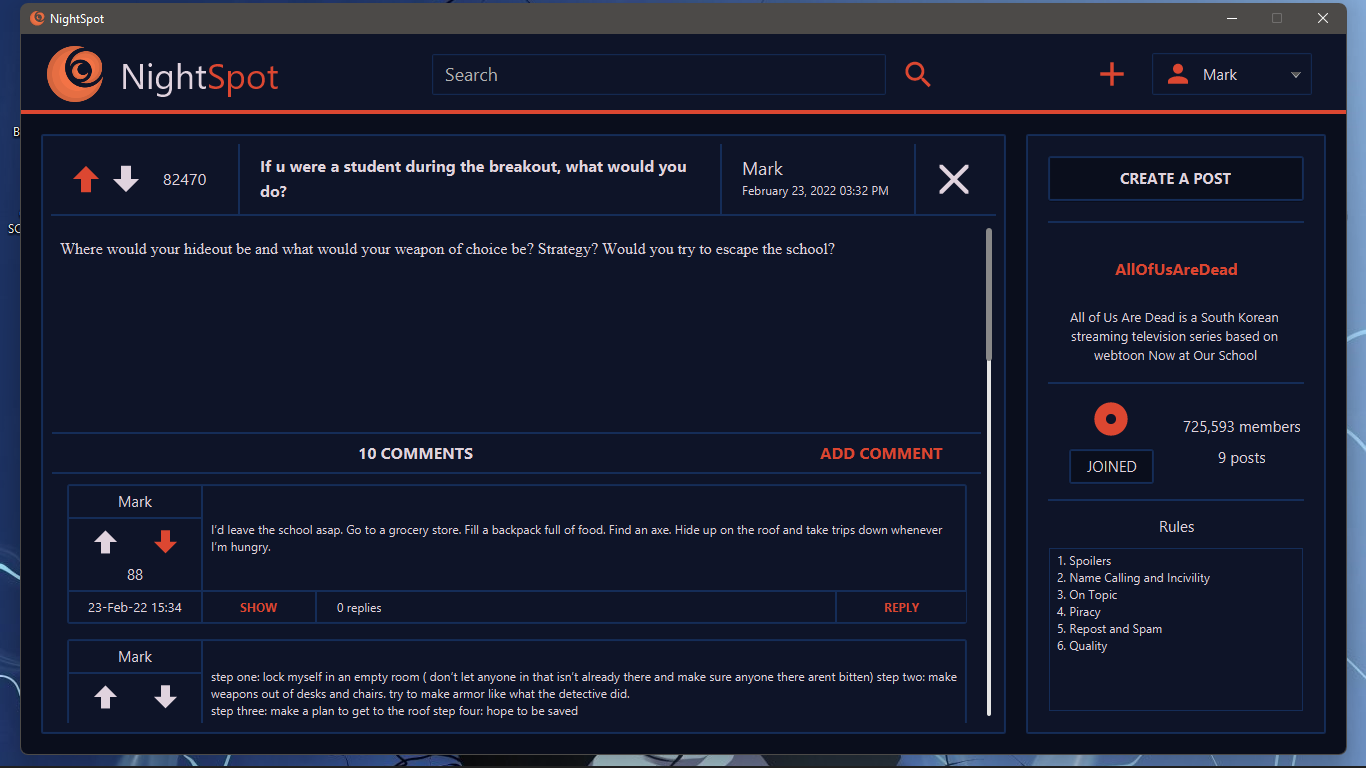 NightSpot
NightSpot
Search
Mark
82470
If u were a student during the breakout, what would you
do?
Mark
February 23, 2022 03:32 PM
Where would your hideout be and what would your weapon of choice be? Strategy? Would you try to escape the school?
10 COMMENTS
ADD COMMENT
Mark
88
I'd leave the school asap. Go to a grocery store. Fill a backpack full of food. Find an axe. Hide up on the roof and take trips down whenever
I'm hungry.
23-Feb-22 15:34
SHOW
0 replies
REPLY
Mark
step one: lock myself in an empty room ( don't let anyone in that isn't already there and make sure anyone there arent bitten) step two: make
weapons out of desks and chairs. try to make armor like what the detective did.
step three: make a plan to get to the roof step four: hope to be saved
CREATE A POST
AllOfUsAreDead
All of Us Are Dead is a South Korean
streaming television series based on
webtoon Now at Our School
JOINED
725,593 members
9 posts
Rules
1. Spoilers
2. Name Calling and Incivility
3. On Topic
4. Piracy
5. Repost and Spam
6. Quality